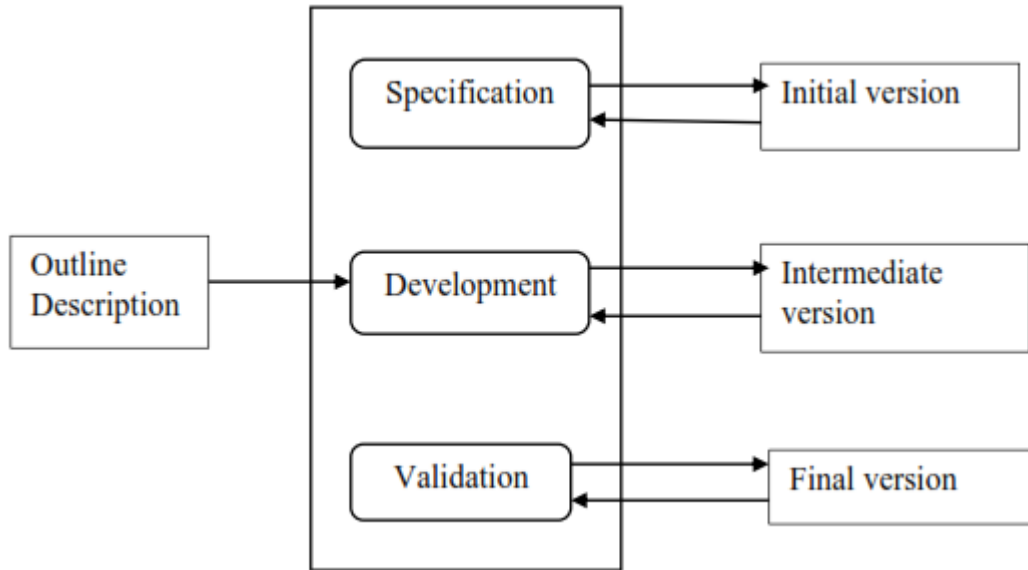 Specification
Initial version
Outline
Description
Development
Intermediate
version
Validation
Final version